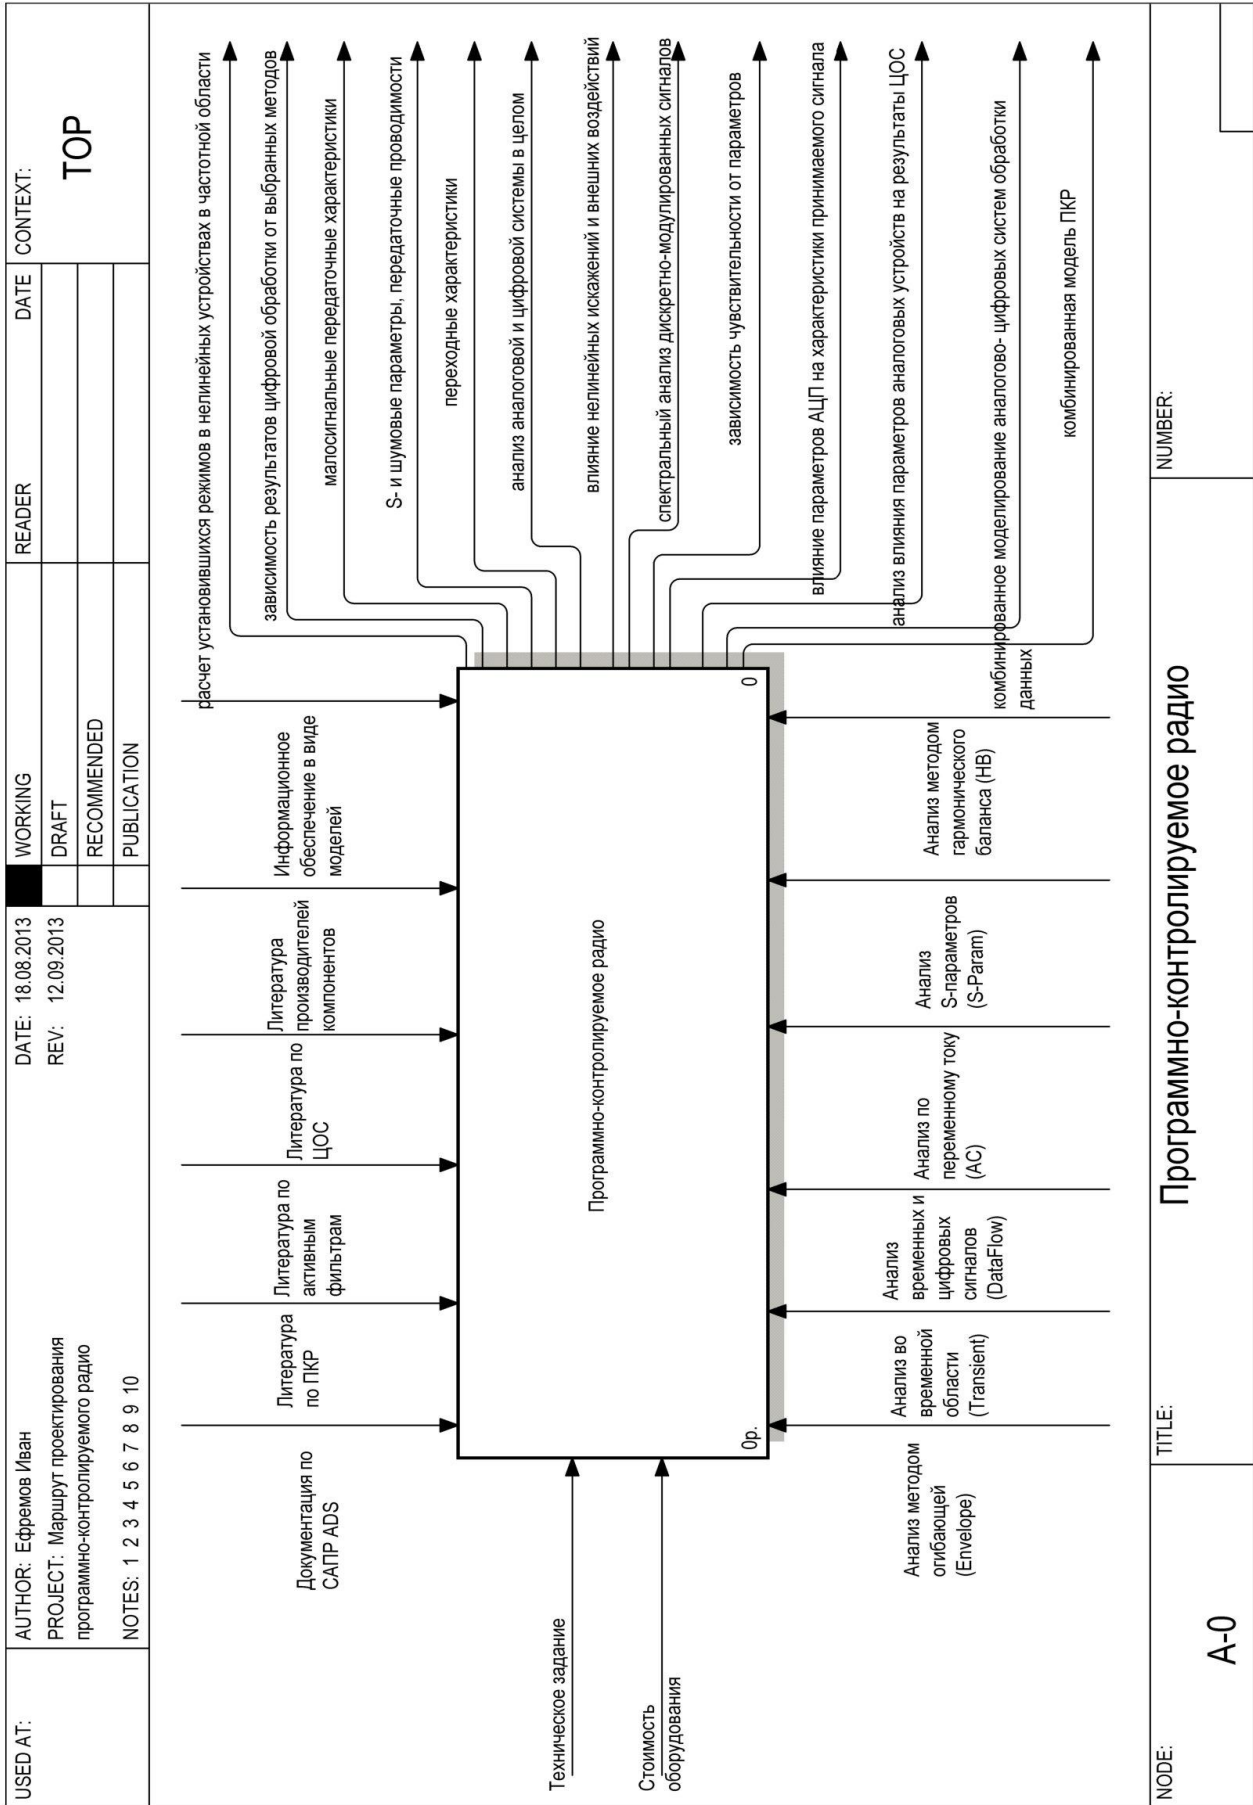 USED AT:
AUTHOR: Ефремов Иван
PROJECT: Маршрут проектирования
программно-контролируемого радио
NOTES: 1 2 3 4 5 6 7 8 9 10
DATE: 18.08.2013
REV: 12.09.2013
WORKING
DRAFT
RECOMMENDED
PUBLICATION
READER
DATE
CONTEXT:
TOP
Документация по
САПР ADS
Литература
по ПКР
Литература по
активным
фильтрам
Литература по
ЦОС
Литература
производителей
компонентов
Информационное
обеспечение в виде
моделей
расчет установившихся режимов в нелинейных устройствах в частотной области
зависимость результатов цифровой обработки от выбранных методов
малосигнальные передаточные характеристики
S- и шумовые параметры, передаточные проводимости
переходные характеристики
анализ аналоговой и цифровой системы в целом
влияние нелинейных искажений и внешних воздействий
спектральный анализ дискретно-модулированных сигналов
зависимость чувствительности от параметров
влияние параметров АЦП на характеристики принимаемого сигнала
анализ влияния параметров аналоговых устройств на результаты ЦОС
комбинированное моделирование аналогово- цифровых систем обработки
данных
комбинированная модель ПКР
Техническое задание
Стоимость
оборудования
Программно-контролируемое радио
0р.
0
Анализ методом
огибающей
(Envelope)
Анализ во
временной
области
(Transient)
Анализ
временных и
цифровых
сигналов
(DataFlow)
Анализ по
переменному току
(AC)
Анализ
S-параметров
(S-Param)
Анализ методом
гармонического
баланса (HB)
NODE:
A-0
TITLE:
Программно-контролируемое радио
NUMBER: